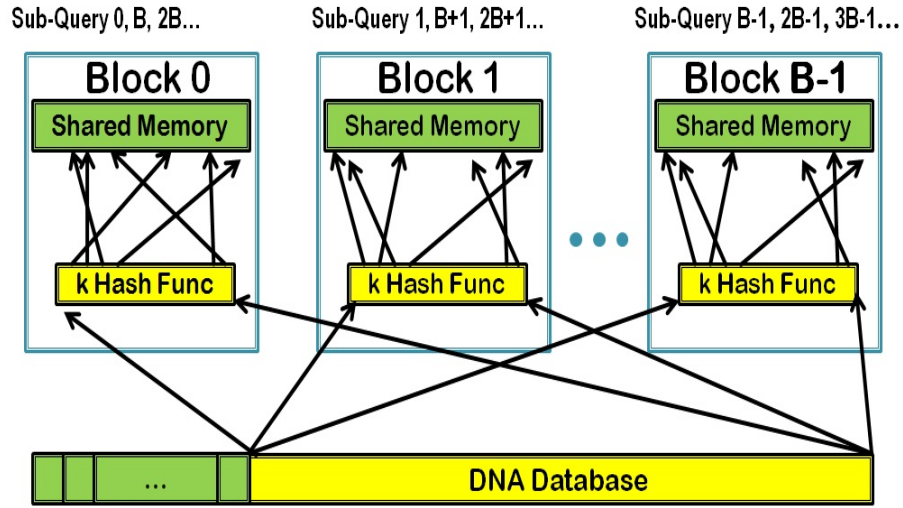 Sub-Query 0, B, 2B... Sub-Query 1, B+1, 2B+1... Sub-Query B-1, 2B-1, 3B-1...
Block 0 Block 1 Block B-1
Shared Memory Shared Memory Shared Memory
k Hash Func k Hash Func k Hash Func
... DNA Database